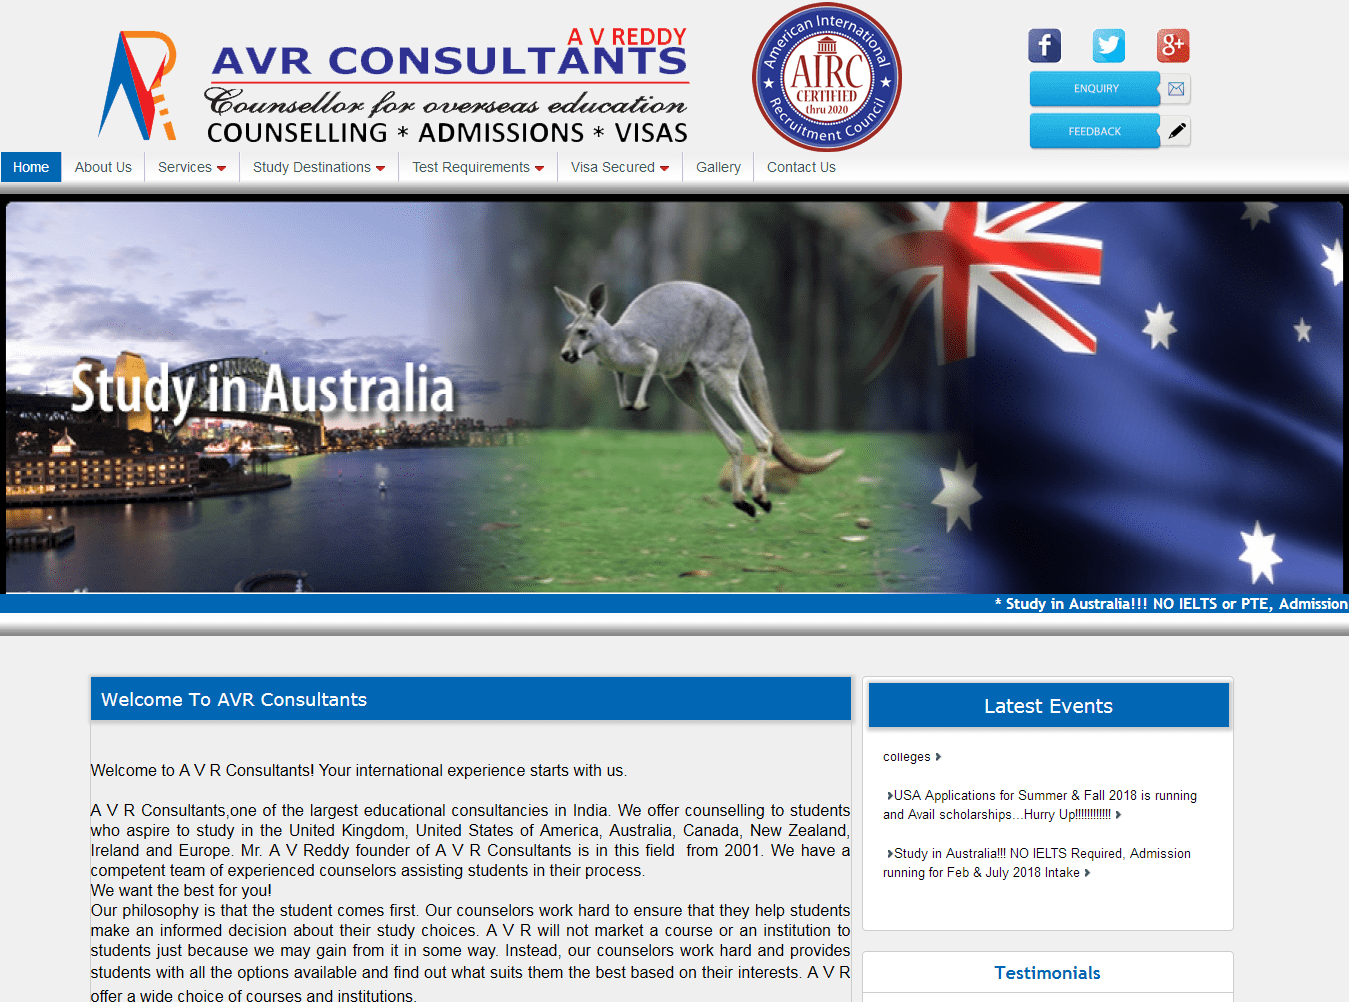 A V REDDY
AVR CONSULTANTS
Counsellor for overseas education
COUNSELLING * ADMISSIONS * VISAS
American International
AIRC
CERTIFIED
thru 2020
Recruitment Council
ENQUIRY
FEEDBACK
Home About Us Services Study Destinations Test Requirements Visa Secured Gallery Contact Us
Study in Australia
* Study in Australia!!! NO IELTS or PTE, Admission
Welcome To AVR Consultants
Welcome to A V R Consultants! Your international experience starts with us.
A V R Consultants,one of the largest educational consultancies in India. We offer counselling to students
who aspire to study in the United Kingdom, United States of America, Australia, Canada, New Zealand,
Ireland and Europe. Mr. A V Reddy founder of A V R Consultants is in this field from 2001. We have a
competent team of experienced counselors assisting students in their process.
We want the best for you!
Our philosophy is that the student comes first. Our counselors work hard to ensure that they help students
make an informed decision about their study choices. A V R will not market a course or an institution to
students just because we may gain from it in some way. Instead, our counselors work hard and provides
students with all the options available and find out what suits them the best based on their interests. A V R
offer a wide choice of courses and institutions.
Latest Events
colleges
USA Applications for Summer & Fall 2018 is running
and Avail scholarships...Hurry Up!!!!!!!!!!!!
Study in Australia!!! NO IELTS Required, Admission
running for Feb & July 2018 Intake
Testimonials